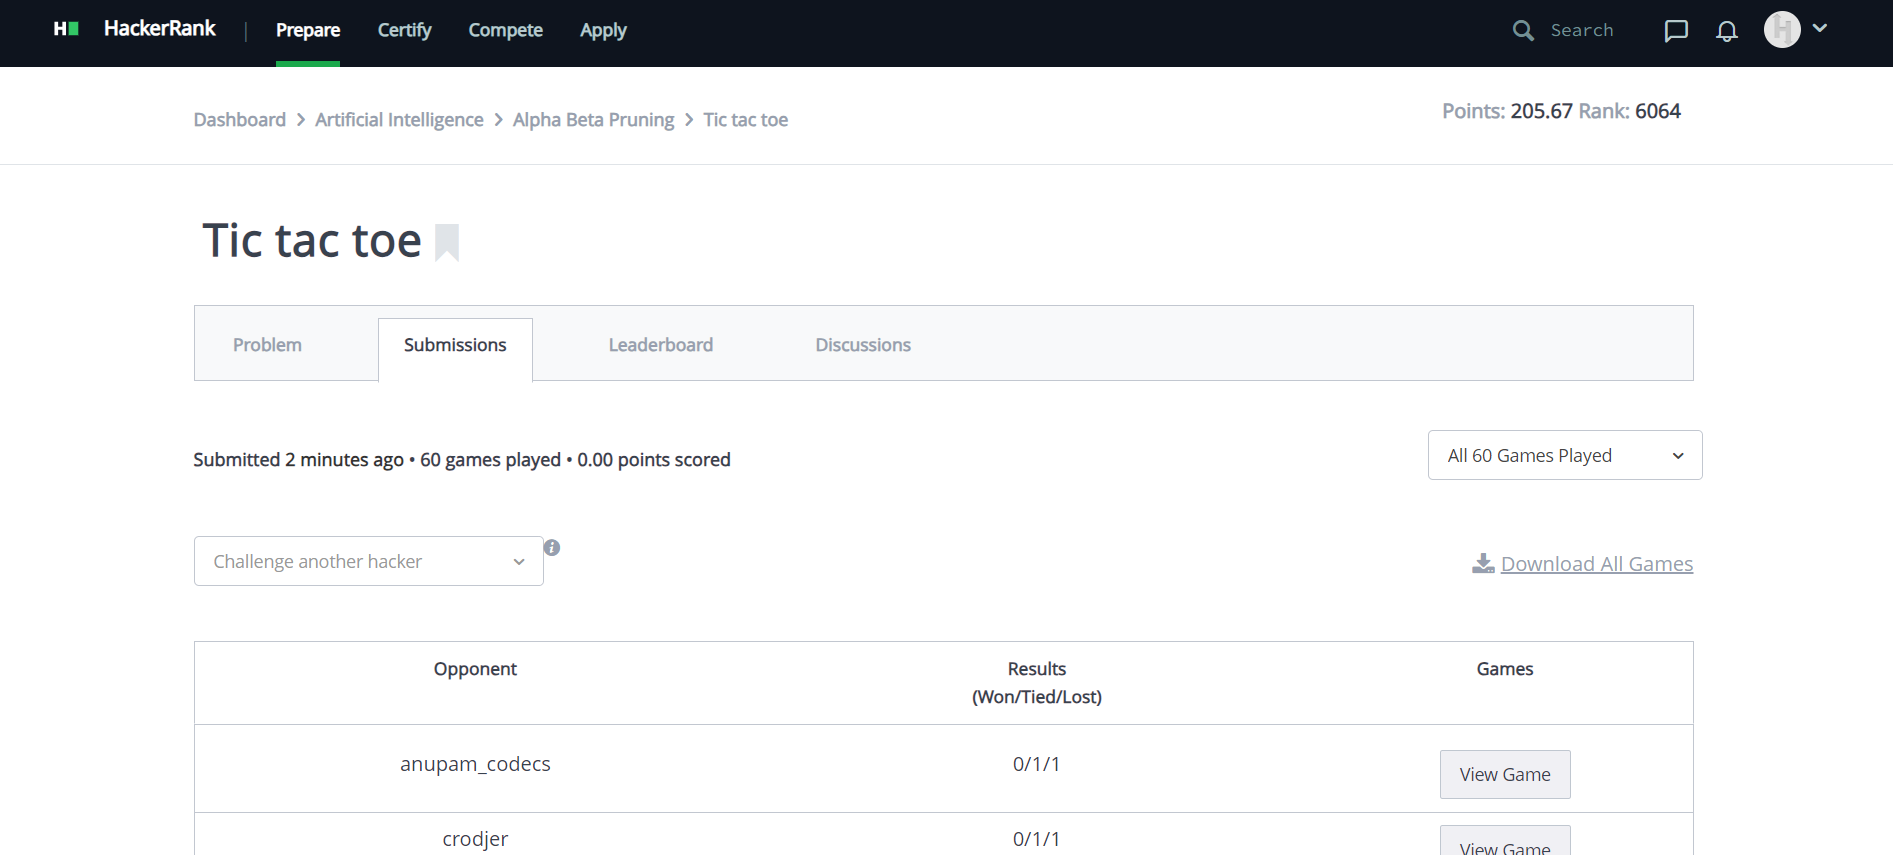 H HackerRank | Prepare Certify Compete Apply Search
Dashboard > Artificial Intelligence > Alpha Beta Pruning > Tic tac toe
Points: 205.67 Rank: 6064
Tic tac toe
Problem Submissions Leaderboard Discussions
Submitted 2 minutes ago • 60 games played • 0.00 points scored
All 60 Games Played
Challenge another hacker
Download All Games
Opponent Results Games
(Won/Tied/Lost)
anupam_codecs 0/1/1 View Game
crodjer 0/1/1 View Game